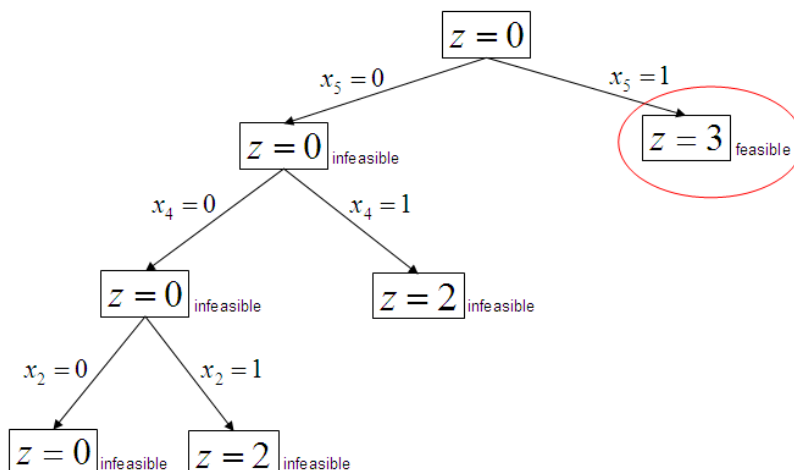 z = 0
x₅ = 0
x₅ = 1
z = 0 infeasible
z = 3 feasible
x₄ = 0
x₄ = 1
z = 0 infeasible
z = 2 infeasible
x₂ = 0
x₂ = 1
z = 0 infeasible
z = 2 infeasible